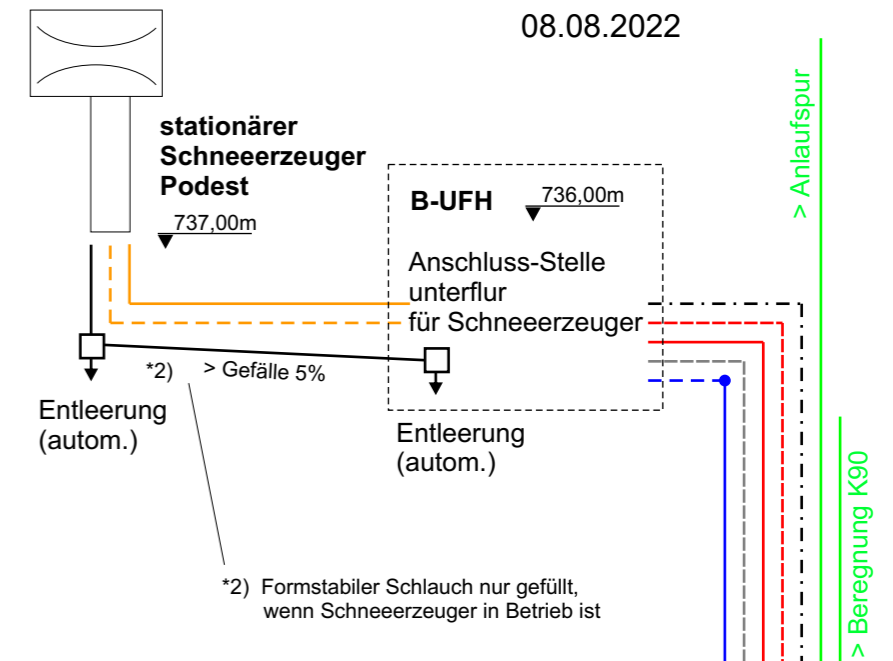 08.08.2022
stationärer
Schneeerzeuger
Podest
737,00m
B-UFH
736,00m
Anschluss-Stelle
unterflur
für Schneeerzeuger
*2)
> Gefälle 5%
Entleerung
(autom.)
Entleerung
(autom.)
*2) Formstabiler Schlauch nur gefüllt,
wenn Schneeerzeuger in Betrieb ist
> Anlaufspur
> Beregnung K90